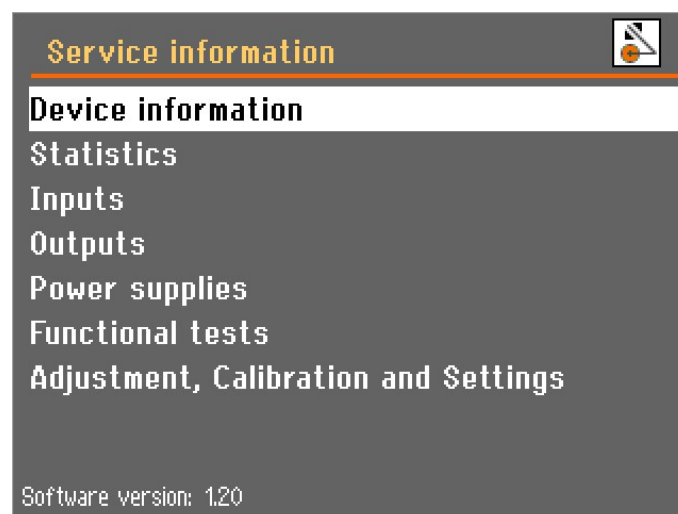 Service information
Device information
Statistics
Inputs
Outputs
Power supplies
Functional tests
Adjustment, Calibration and Settings
Software version: 1.20